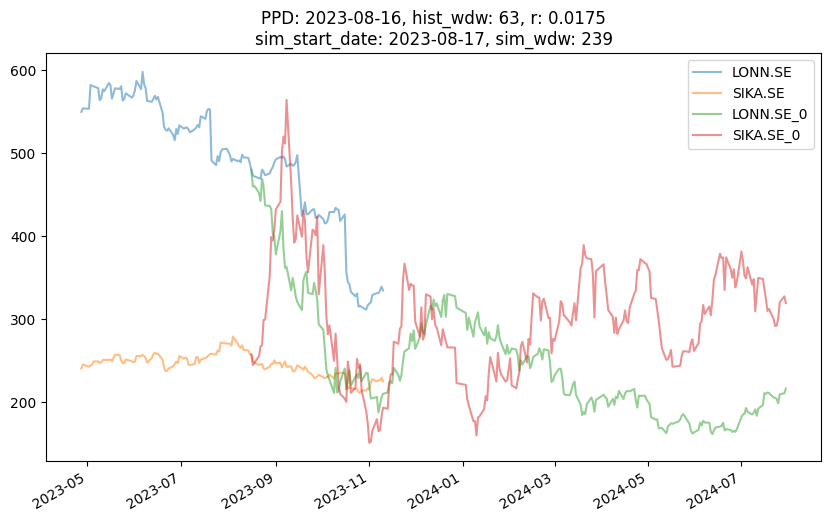 PPD: 2023-08-16, hist_wdw: 63, r: 0.0175
sim_start_date: 2023-08-17, sim_wdw: 239
LONN.SE
SIKA.SE
LONN.SE_0
SIKA.SE_0
600
500
400
300
200
2023-05
2023-07
2023-09
2023-11
2024-01
2024-03
2024-05
2024-07